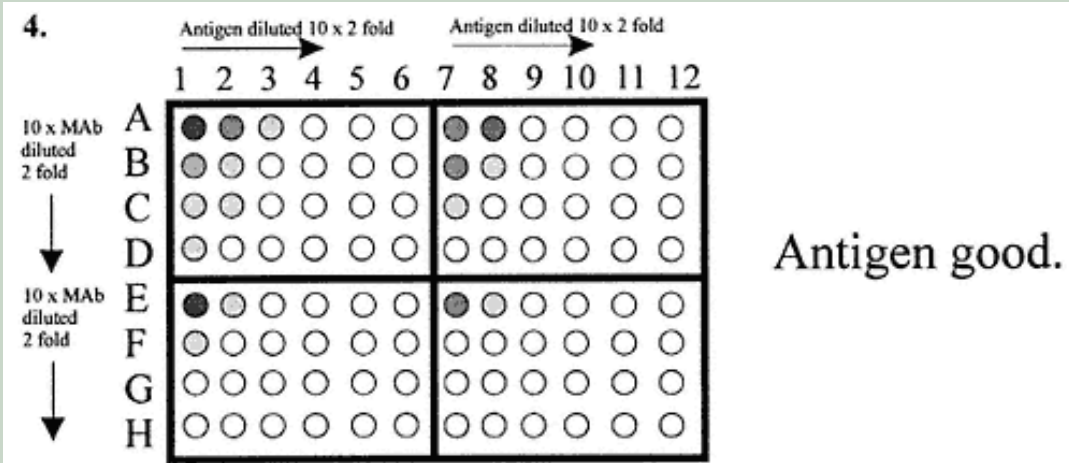 4.
Antigen diluted 10 x 2 fold
Antigen diluted 10 x 2 fold
1 2 3 4 5 6 7 8 9 10 11 12
10 x MAb
diluted
2 fold
A
B
C
D
10 x MAb
diluted
2 fold
E
F
G
H
Antigen good.